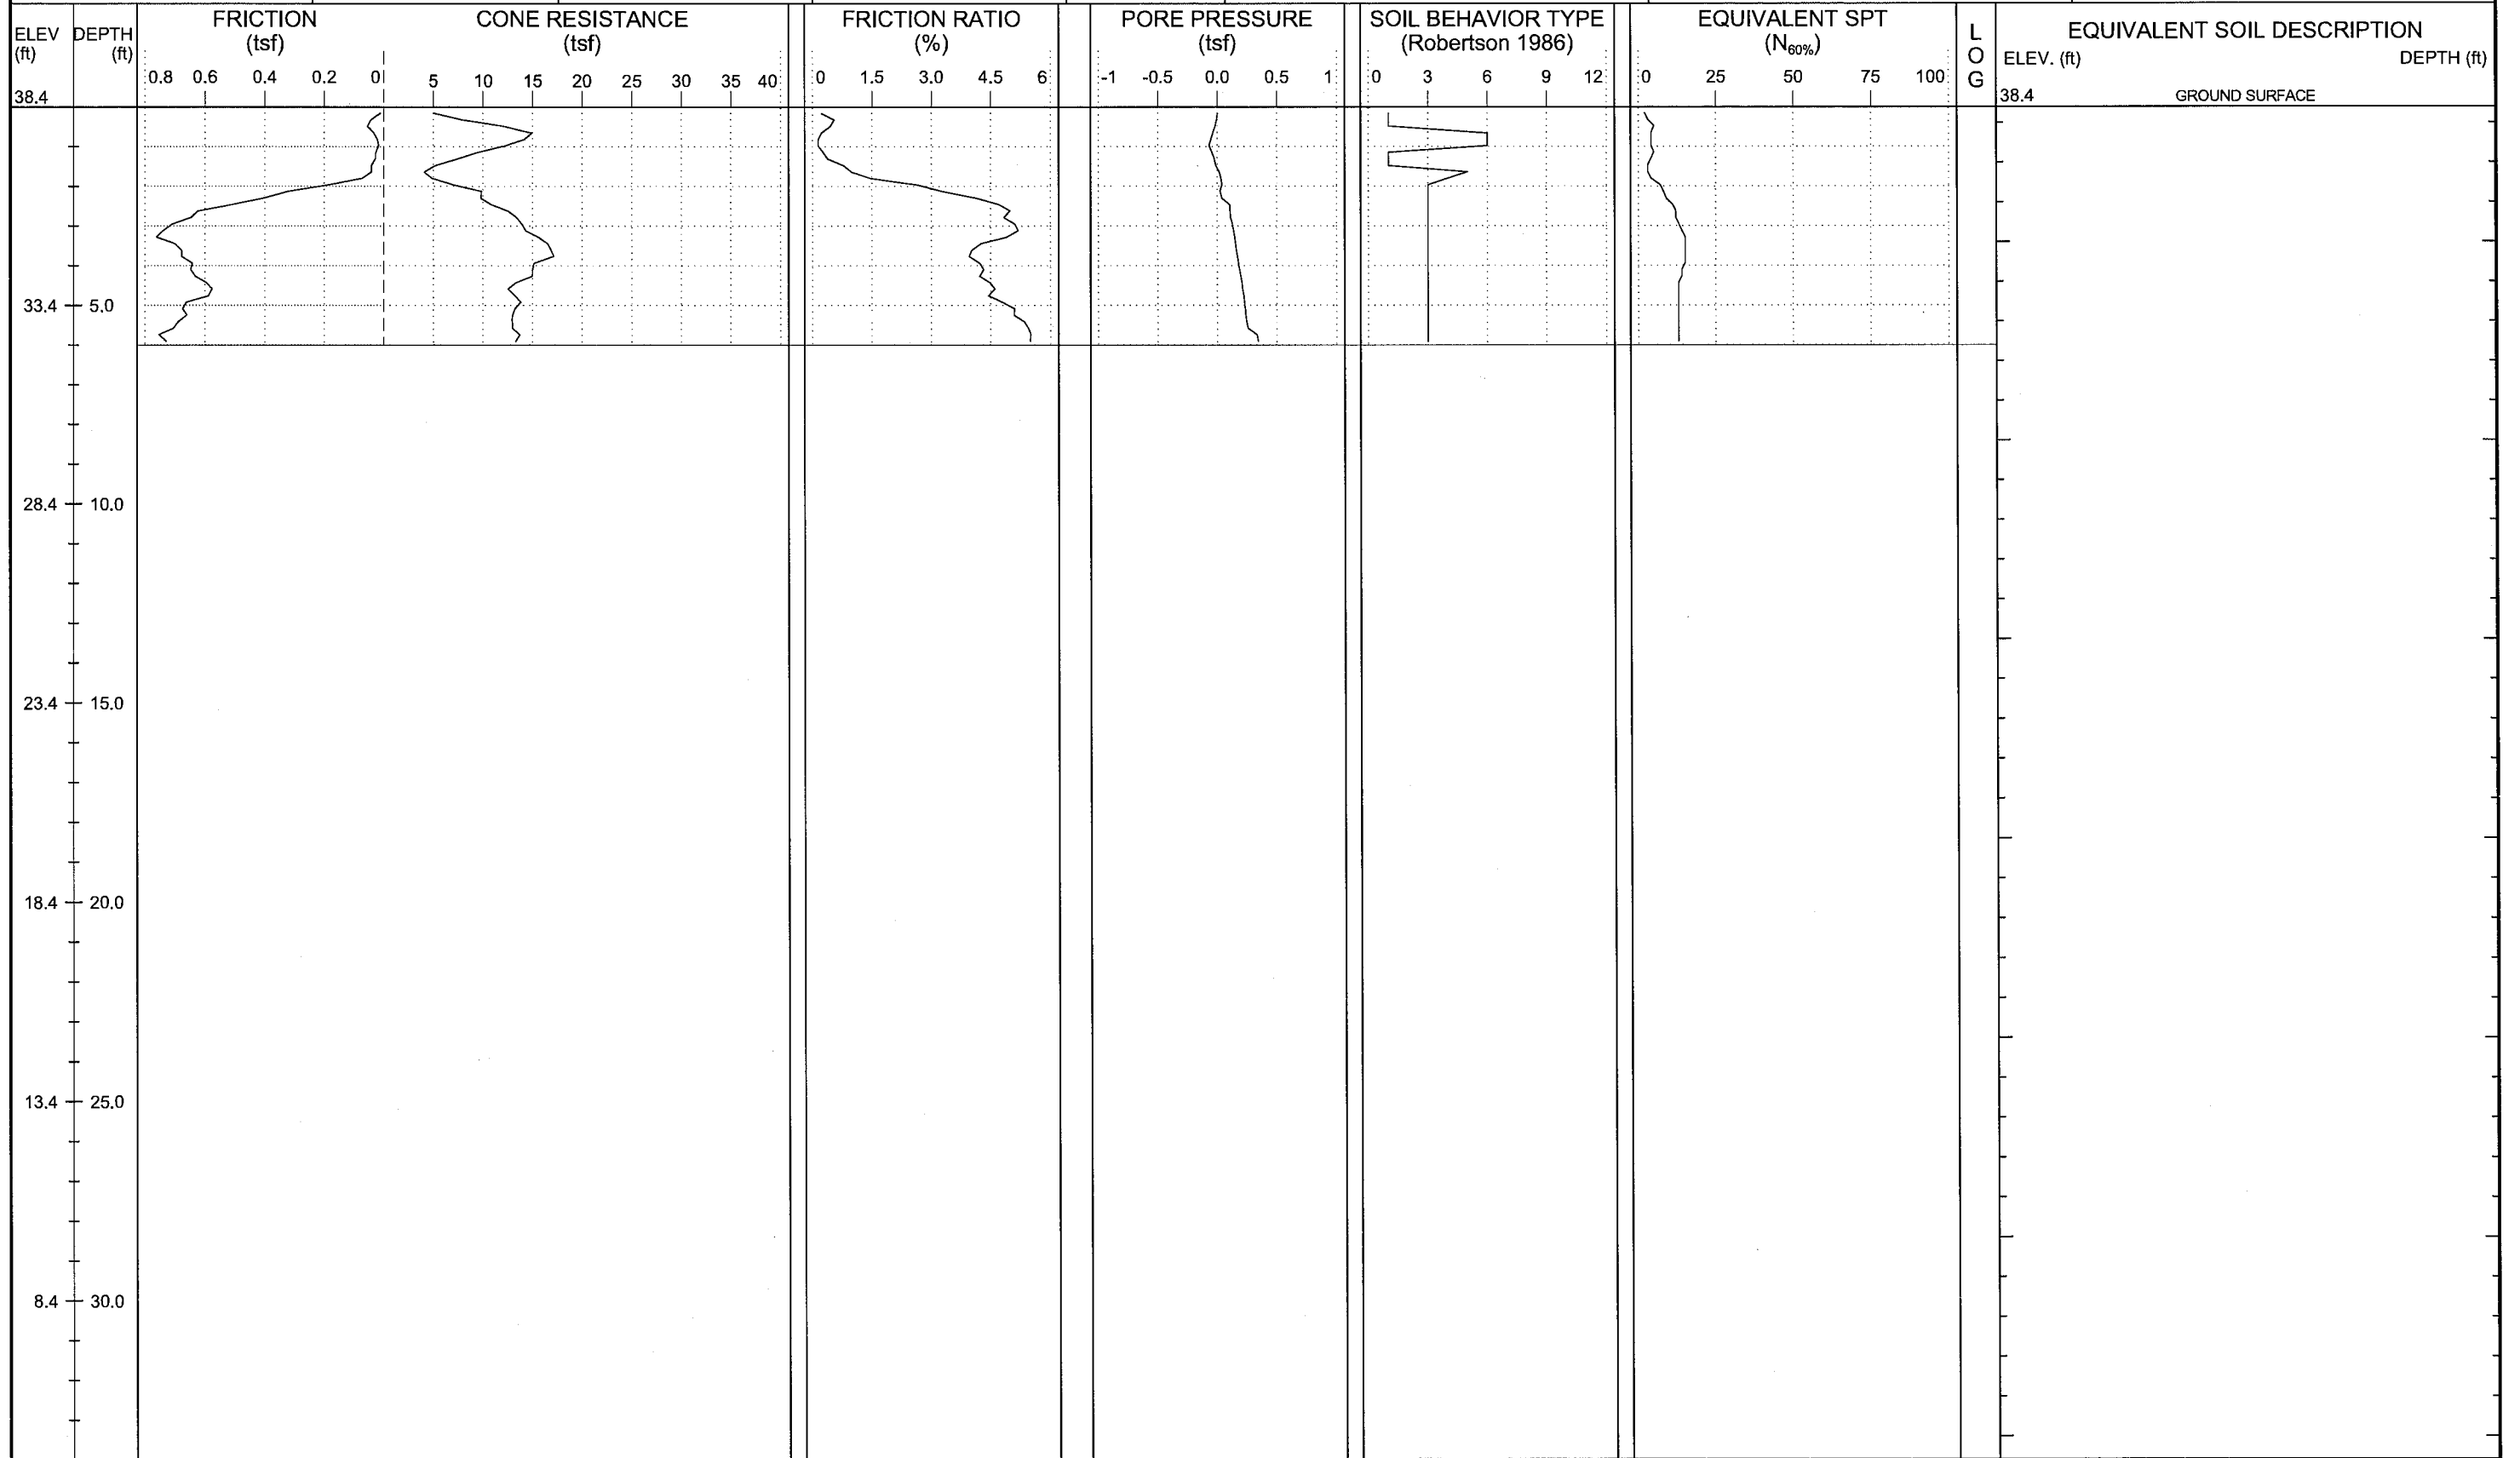 ELEV (ft)
DEPTH (ft)
FRICTION
(tsf)
CONE RESISTANCE
(tsf)
FRICTION RATIO
(%)
PORE PRESSURE
(tsf)
SOIL BEHAVIOR TYPE
(Robertson 1986)
EQUIVALENT SPT
(N60%)
LOG
EQUIVALENT SOIL DESCRIPTION
ELEV. (ft) DEPTH (ft)
0.8 0.6 0.4 0.2 0
5 10 15 20 25 30 35 40
0 1.5 3.0 4.5 6
-1 -0.5 0.0 0.5 1
0 3 6 9 12
0 25 50 75 100
38.4
38.4 GROUND SURFACE
33.4 5.0
28.4 10.0
23.4 15.0
18.4 20.0
13.4 25.0
8.4 30.0